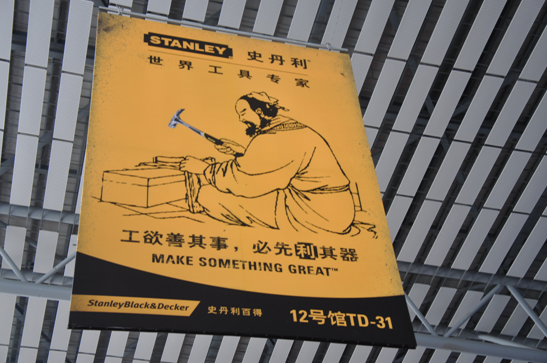 STANLEY 史丹利®
世界工具专家
工欲善其事，必先利其器
MAKE SOMETHING GREAT™
StanleyBlack&Decker 史丹利百得 12号馆TD-31